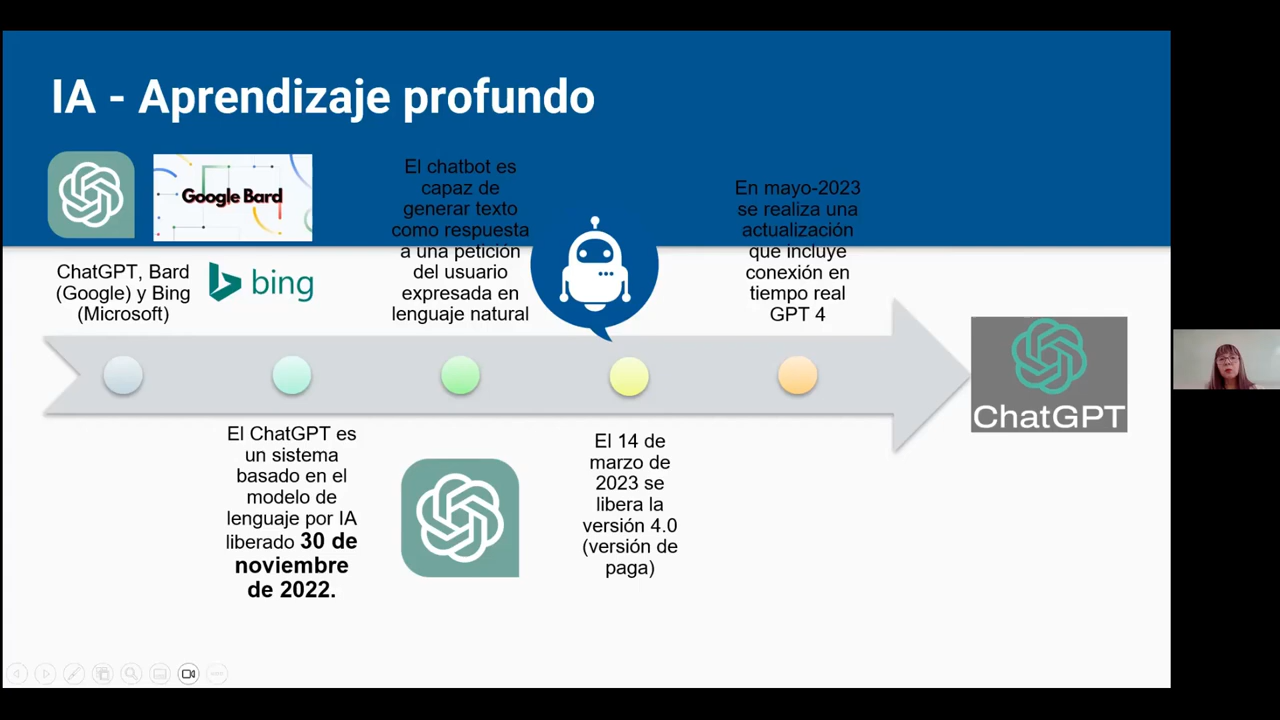 IA - Aprendizaje profundo
Google Bard
ChatGPT, Bard
(Google) y Bing
(Microsoft)
bing
El ChatGPT es
un sistema
basado en el
modelo de
lenguaje por IA
liberado 30 de
noviembre
de 2022.
El chatbot es
capaz de
generar texto
como respuesta
a una petición
del usuario
expresada en
lenguaje natural
El 14 de
marzo de
2023 se
libera la
versión 4.0
(versión de
paga)
En mayo-2023
se realiza una
actualización
que incluye
conexión en
tiempo real
GPT 4
ChatGPT